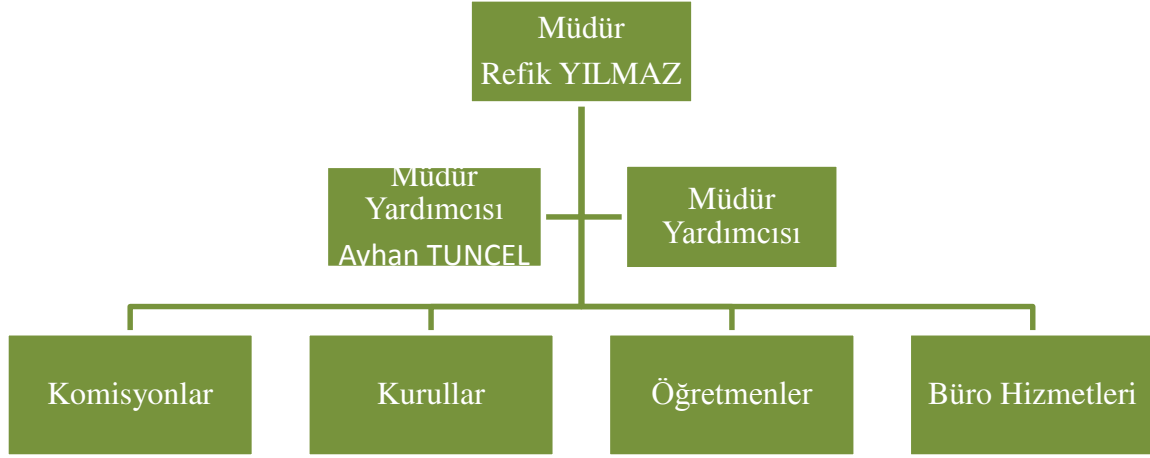 Müdür
Refik YILMAZ
Müdür
Yardımcısı
Ayhan TUNCEL
Müdür
Yardımcısı
Komisyonlar
Kurullar
Öğretmenler
Büro Hizmetleri